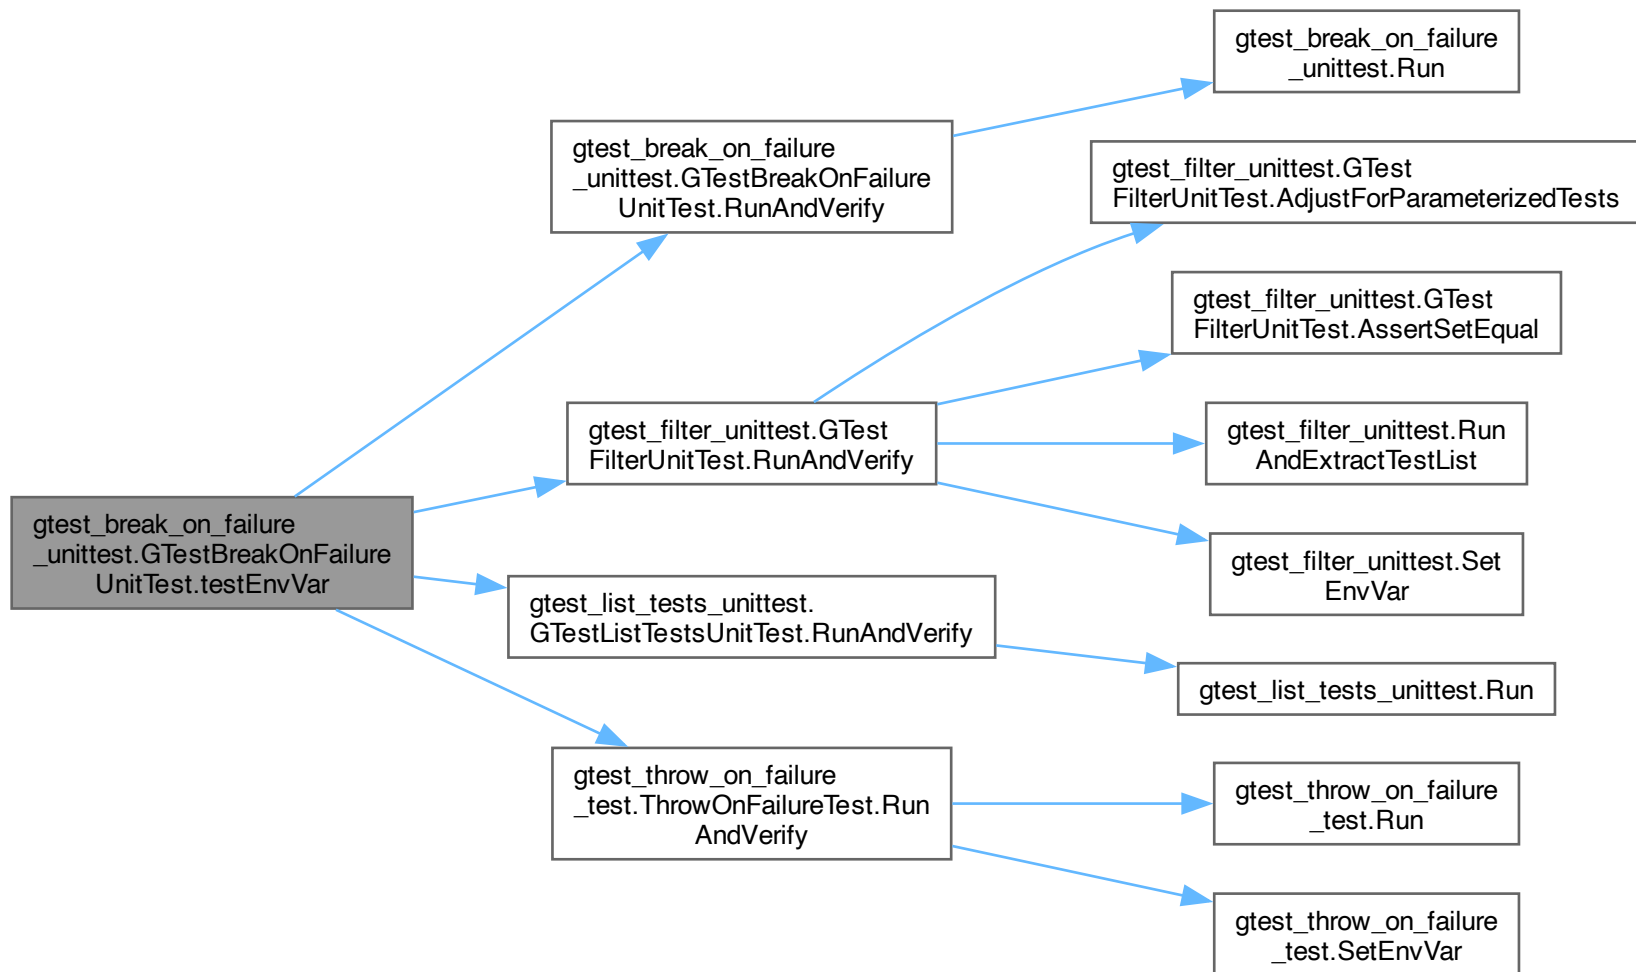 gtest_break_on_failure
_unittest.GTestBreakOnFailure
UnitTest.testEnvVar
gtest_break_on_failure
_unittest.GTestBreakOnFailure
UnitTest.RunAndVerify
gtest_filter_unittest.GTest
FilterUnitTest.RunAndVerify
gtest_list_tests_unittest.
GTestListTestsUnitTest.RunAndVerify
gtest_throw_on_failure
_test.ThrowOnFailureTest.Run
AndVerify
gtest_break_on_failure
_unittest.Run
gtest_filter_unittest.GTest
FilterUnitTest.AdjustForParameterizedTests
gtest_filter_unittest.GTest
FilterUnitTest.AssertSetEqual
gtest_filter_unittest.Run
AndExtractTestList
gtest_filter_unittest.Set
EnvVar
gtest_list_tests_unittest.Run
gtest_throw_on_failure
_test.Run
gtest_throw_on_failure
_test.SetEnvVar